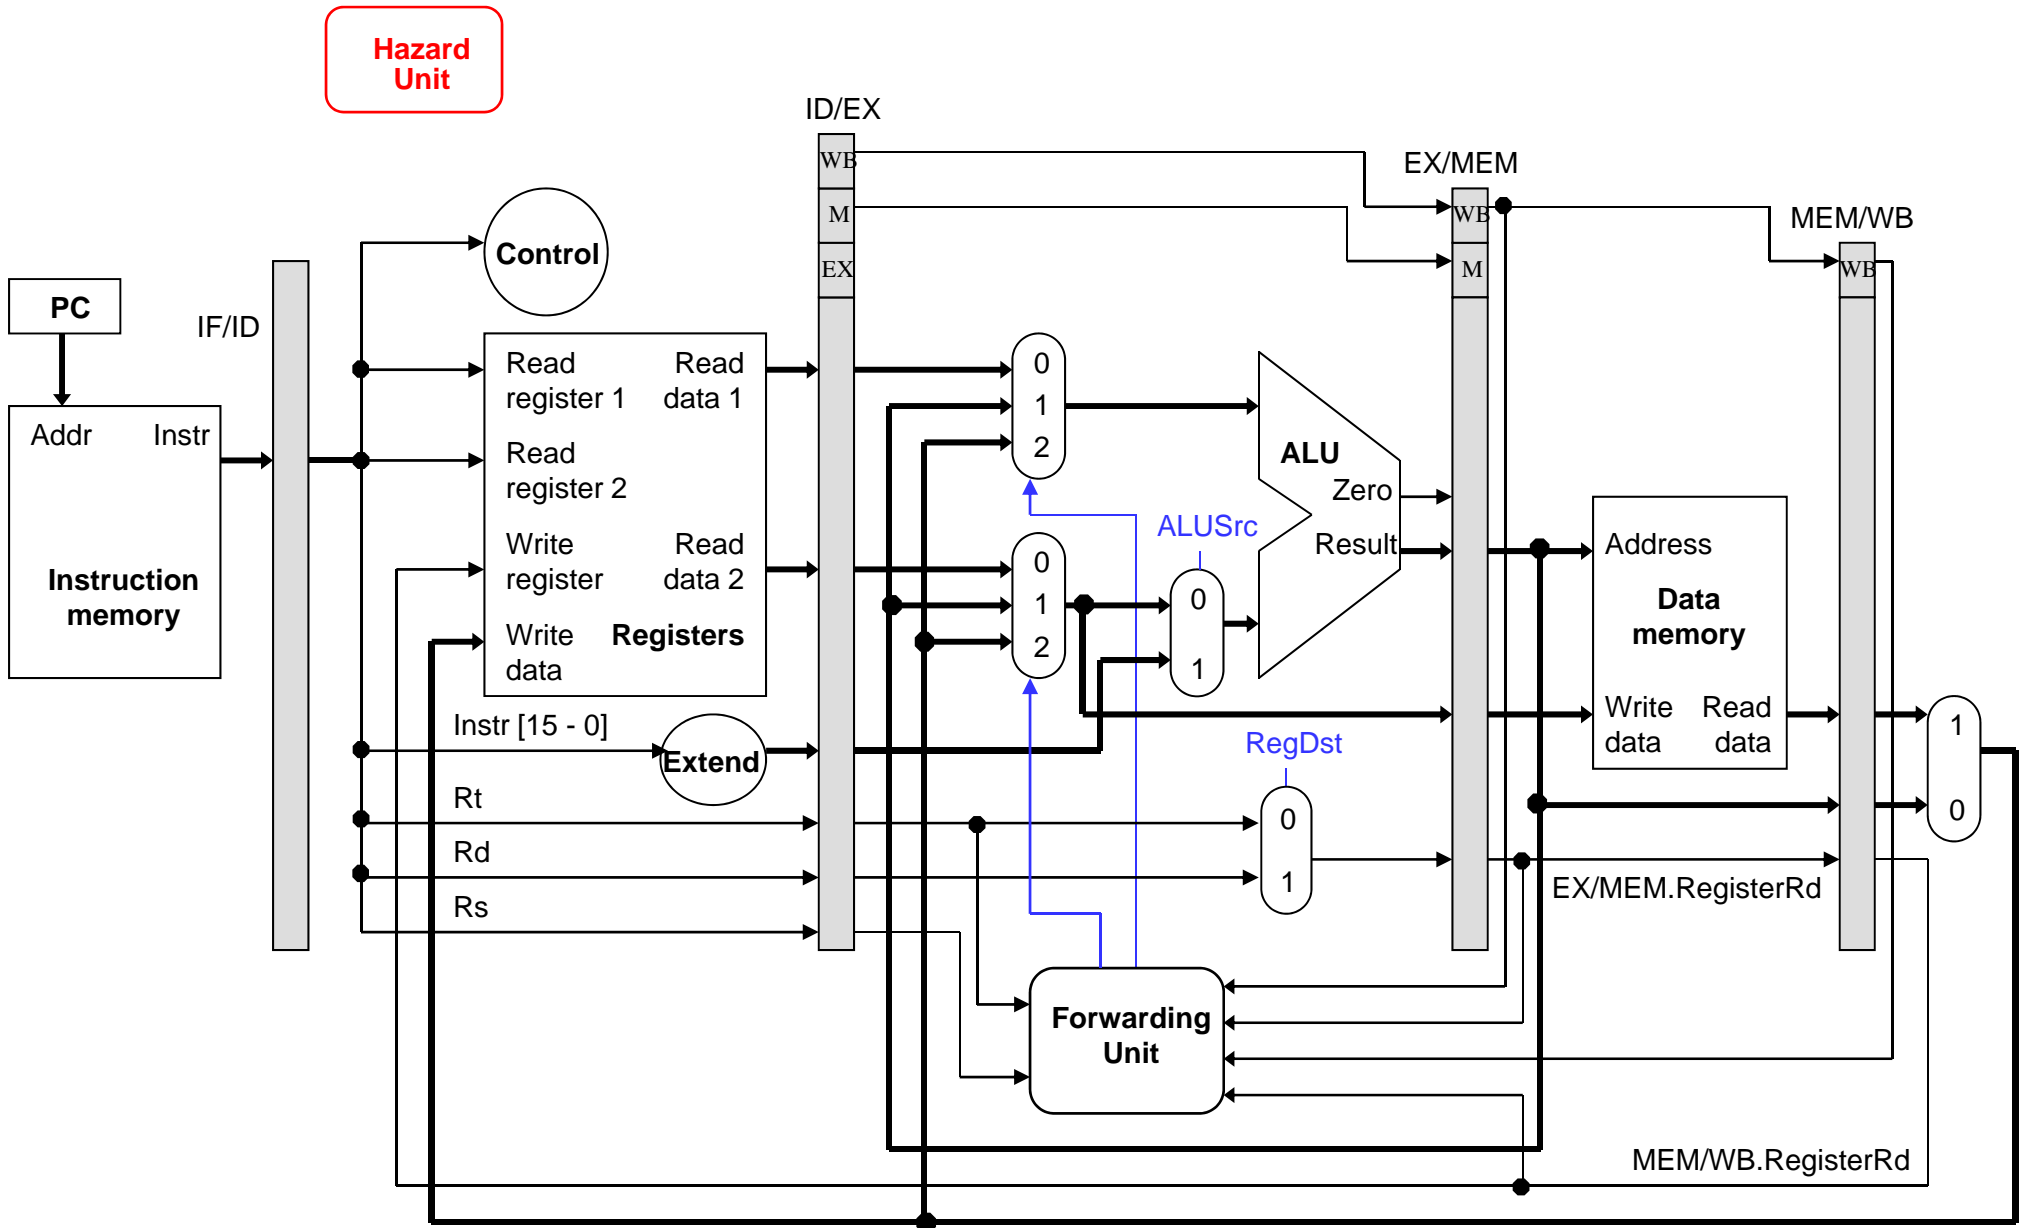 Hazard
Unit
ID/EX
WB
M
EX
EX/MEM
WB
M
MEM/WB
WB
Control
PC
IF/ID
Addr Instr
Instruction
memory
Read
register 1
Read
data 1
Read
register 2
Write
register
Read
data 2
Write
data
Registers
0
1
2
0
1
2
ALUSrc
0
1
ALU
Zero
Result
Address
Data
memory
Write
data
Read
data
1
0
Instr [15 - 0]
Extend
RegDst
0
1
Rt
Rd
Rs
EX/MEM.RegisterRd
Forwarding
Unit
MEM/WB.RegisterRd